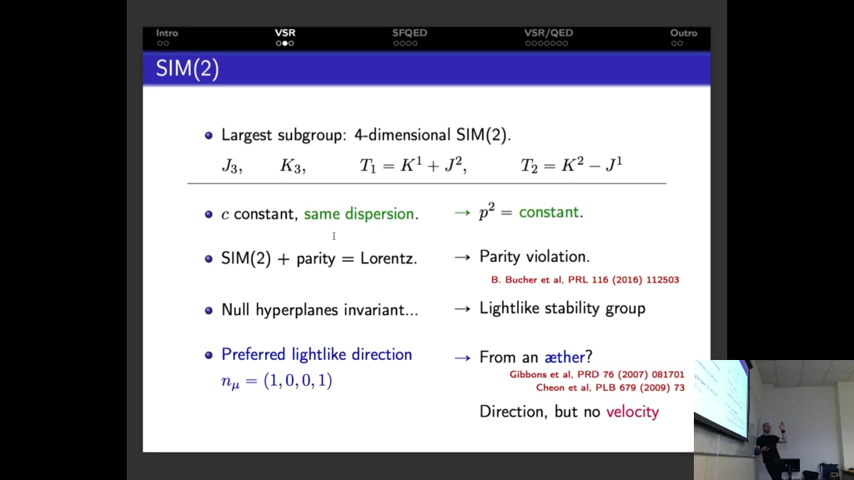 Intro VSR SFQED VSR/QED Outro
SIM(2)
Largest subgroup: 4-dimensional SIM(2).
J₃, K₃, T₁ = K¹ + J², T₂ = K² − J¹
c constant, same dispersion. → p² = constant.
SIM(2) + parity = Lorentz. → Parity violation.
B. Bucher et al, PRL 116 (2016) 112503
Null hyperplanes invariant... → Lightlike stability group
Preferred lightlike direction → From an æther?
n_μ = (1, 0, 0, 1)
Gibbons et al, PRD 76 (2007) 081701
Cheon et al, PLB 679 (2009) 73
Direction, but no velocity